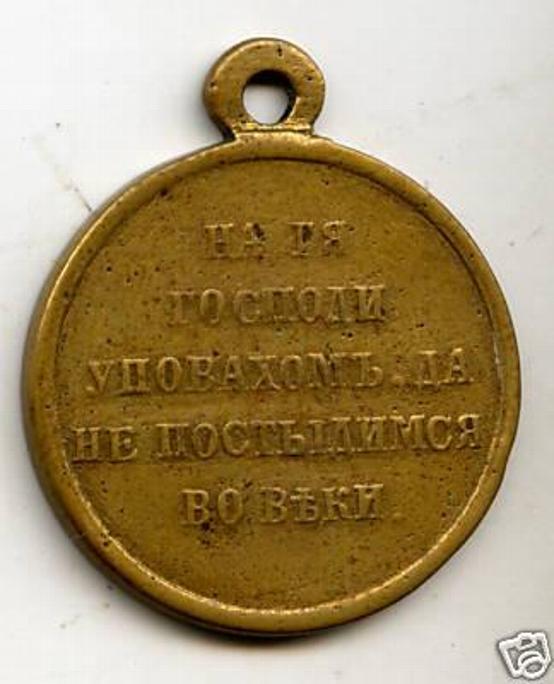 НА ТЯ
ГОСПОДИ
УПОВАХОМЪ, ДА
НЕ ПОСТЫДИМСЯ
ВО ВѢКИ.